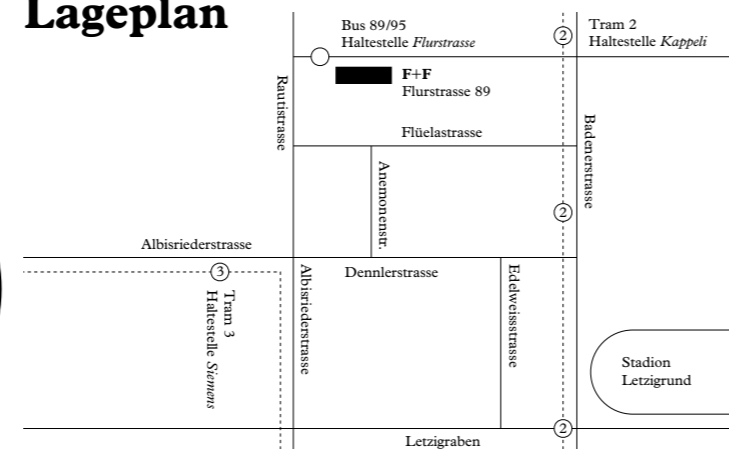 Lageplan
Bus 89/95
Haltestelle Flurstrasse
2
Tram 2
Haltestelle Kappeli
F+F
Flurstrasse 89
Rautistrasse
Flüelastrasse
Badenerstrasse
Anemonenstr.
2
Albisriederstrasse
3
Tram 3
Haltestelle Siemens
Albisriederstrasse
Dennlerstrasse
Edelweissstrasse
Stadion
Letzigrund
2
Letzigraben